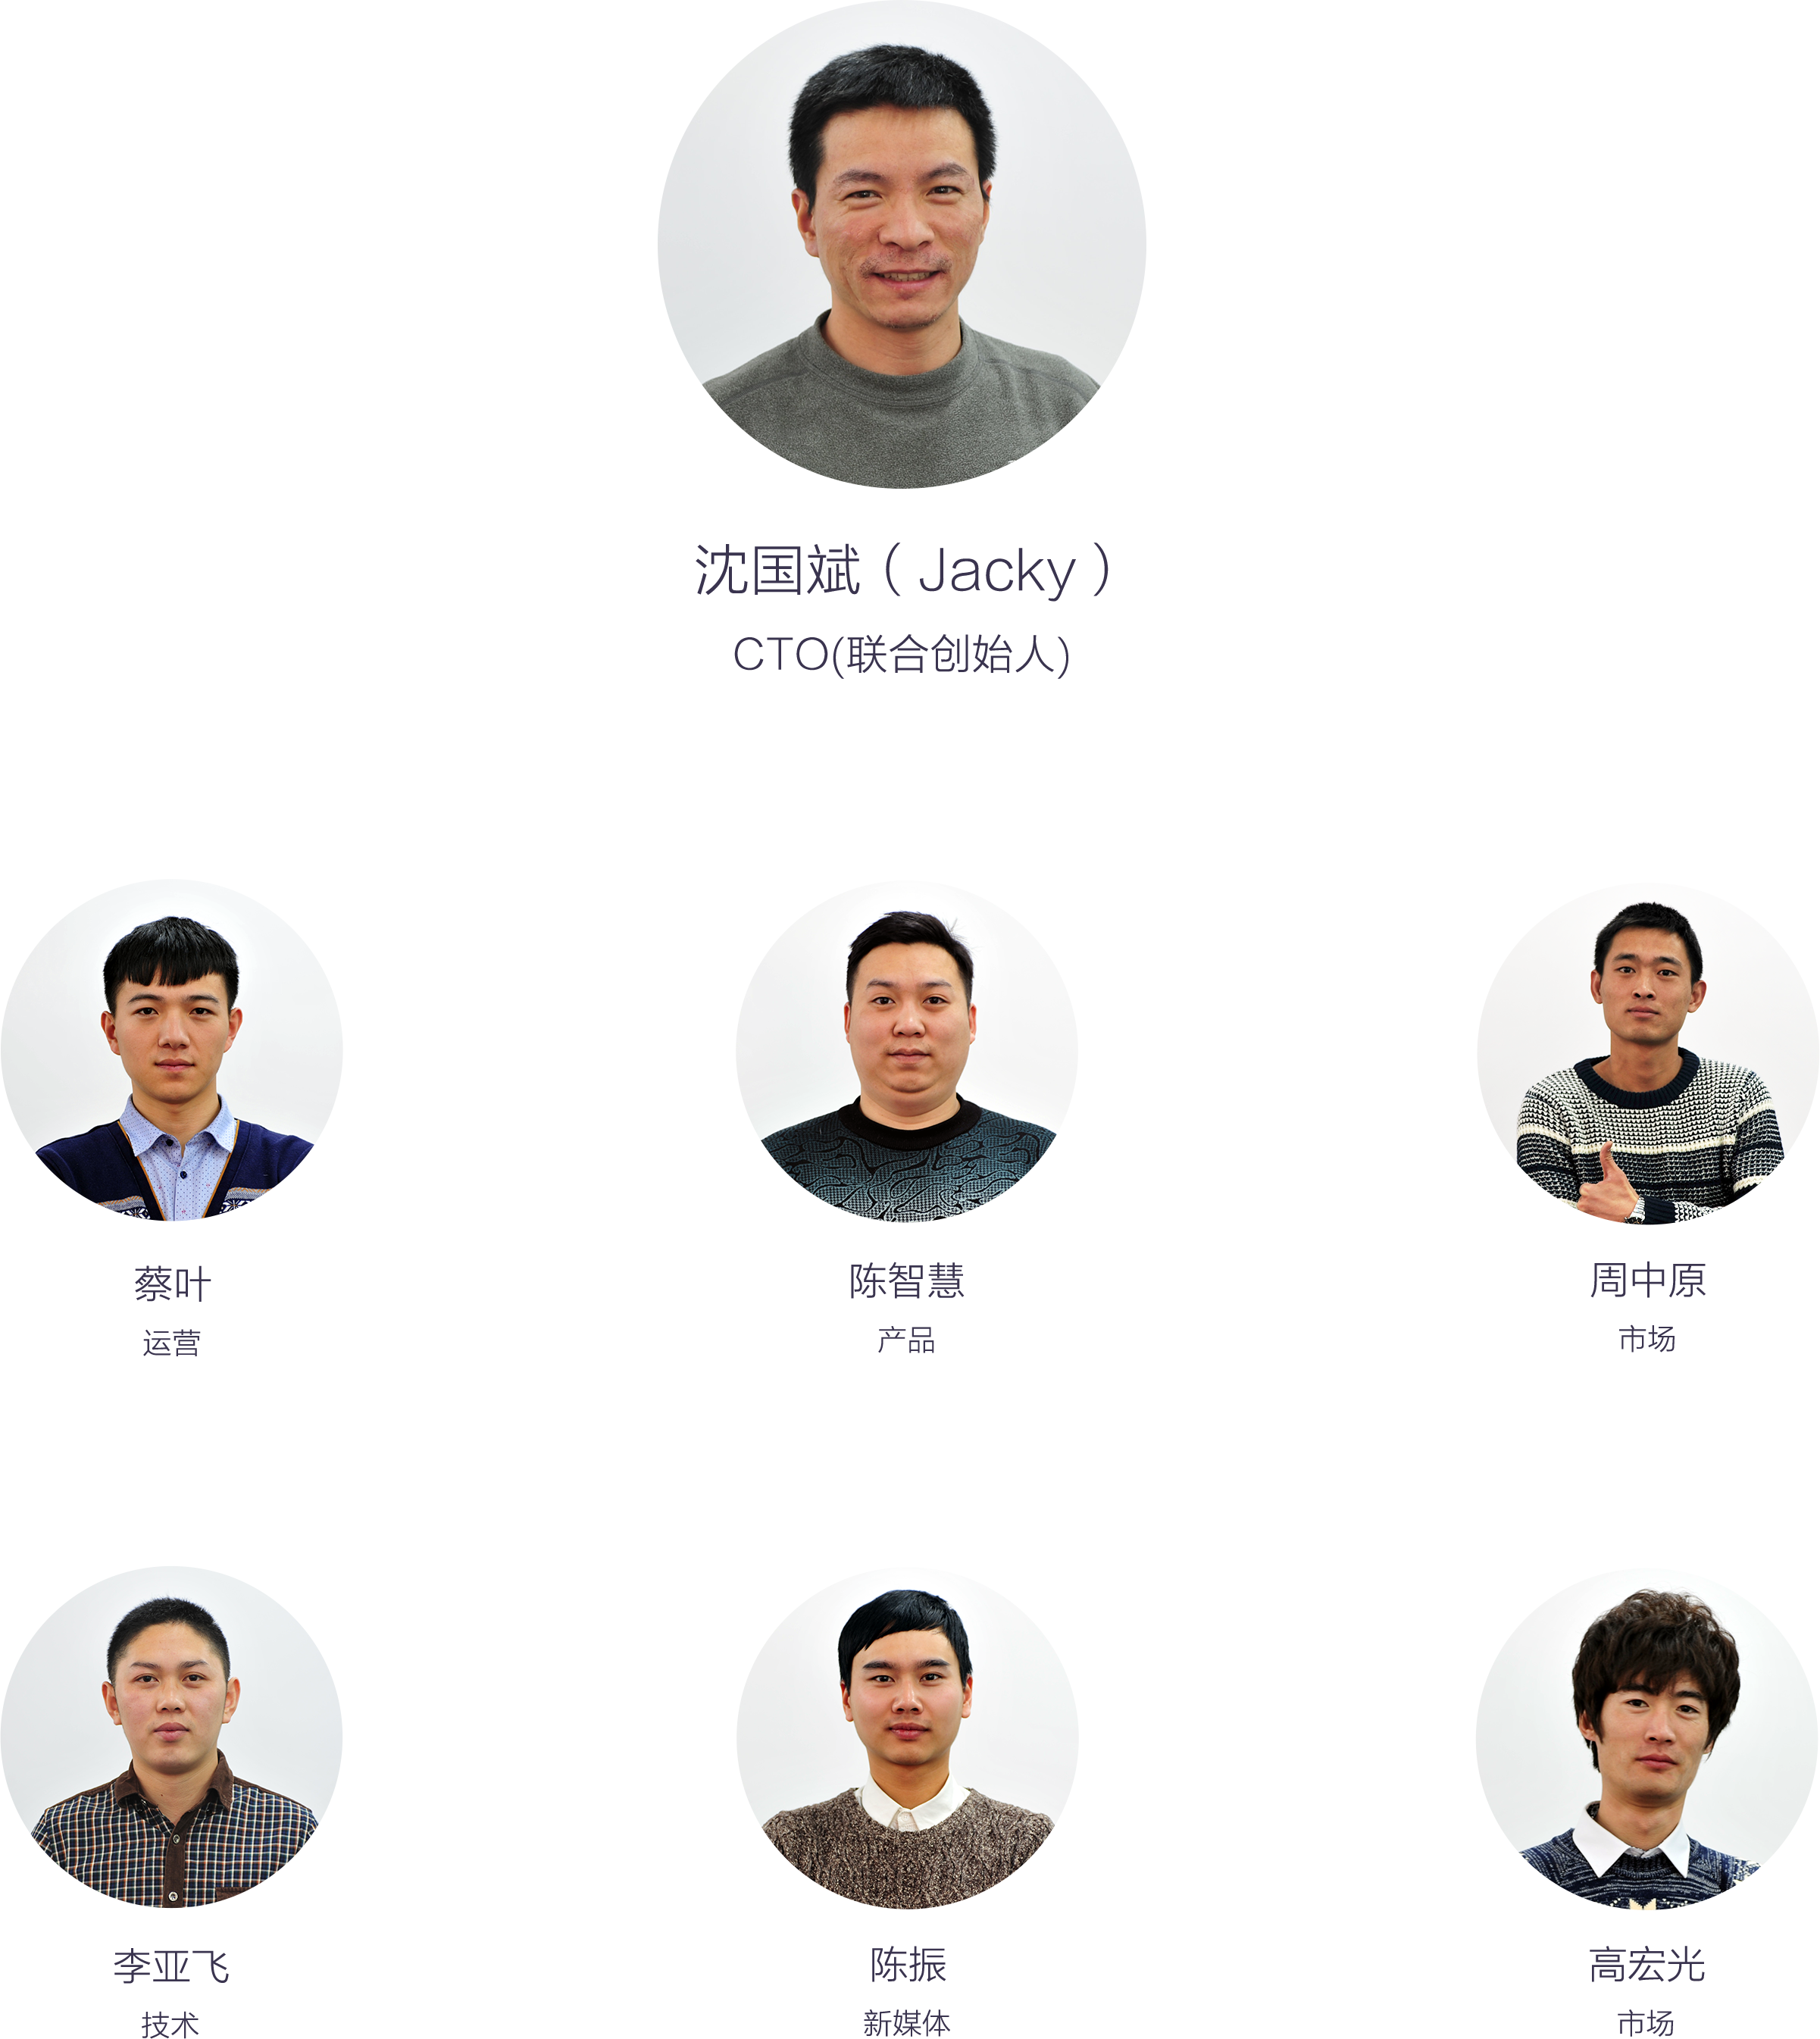 沈国斌（Jacky）
CTO(联合创始人)
蔡叶
运营
陈智慧
产品
周中原
市场
李亚飞
技术
陈振
新媒体
高宏光
市场